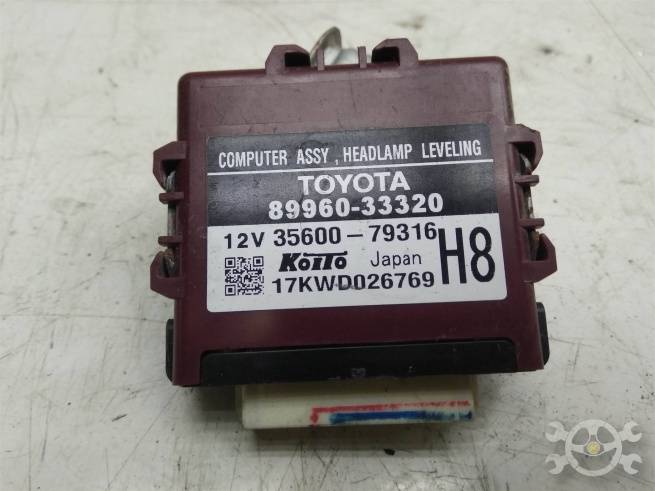 COMPUTER ASSY , HEADLAMP LEVELING
TOYOTA
89960-33320
12V 35600-79316
KOITO Japan H8
17KWD026769